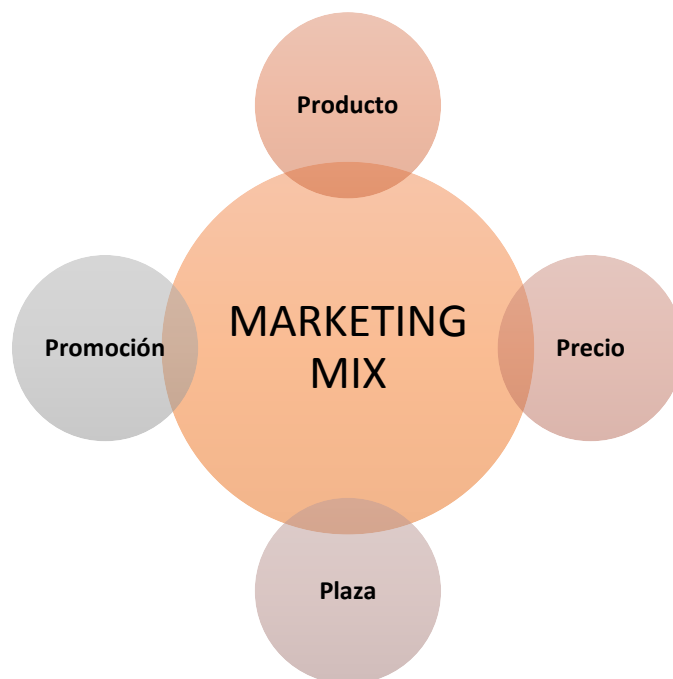 Producto
MARKETING
MIX
Promoción
Precio
Plaza